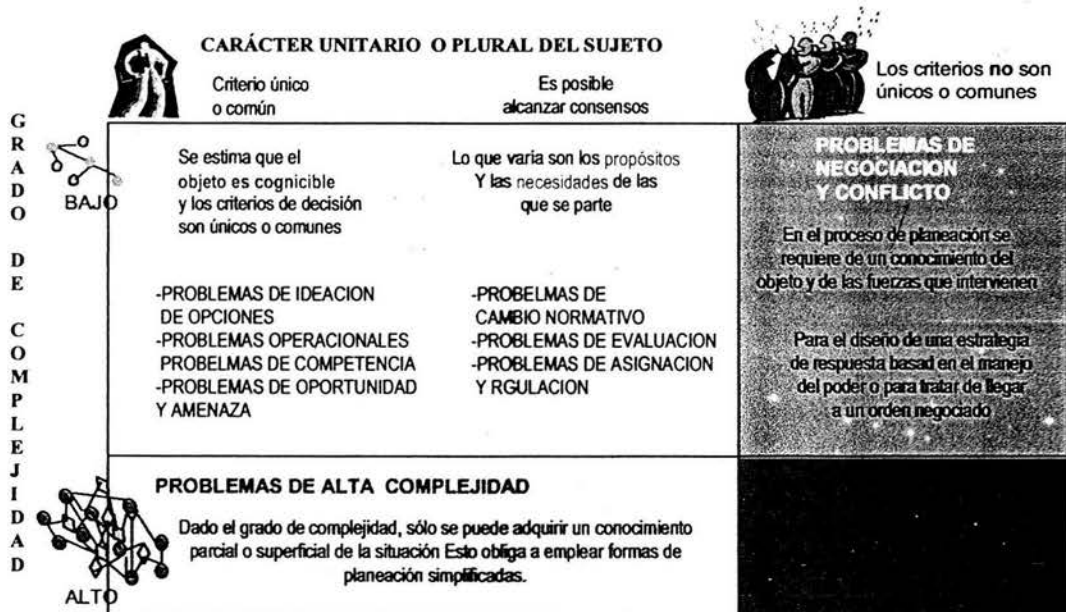 CARÁCTER UNITARIO O PLURAL DEL SUJETO
Criterio único
o común
Es posible
alcanzar consensos
Los criterios no son
únicos o comunes
GRADO DE COMPLEJIDAD
BAJO
Se estima que el
objeto es cognicible
y los criterios de decisión
son únicos o comunes
-PROBLEMAS DE IDEACION
DE OPCIONES
-PROBLEMAS OPERACIONALES
PROBELMAS DE COMPETENCIA
-PROBLEMAS DE OPORTUNIDAD
Y AMENAZA
Lo que varia son los propósitos
Y las necesidades de las
que se parte
-PROBELMAS DE
CAMBIO NORMATIVO
-PROBLEMAS DE EVALUACION
-PROBLEMAS DE ASIGNACION
Y RGULACION
PROBLEMAS DE
NEGOCIACION
Y CONFLICTO
En el proceso de planeación se
requiere de un conocimiento del
objeto y de las fuerzas que intervienen
Para el diseño de una estrategia
de respuesta basad en el manejo
del poder o para tratar de llegar
a un orden negociado
ALTO
PROBLEMAS DE ALTA COMPLEJIDAD
Dado el grado de complejidad, sólo se puede adquirir un conocimiento
parcial o superficial de la situación Esto obliga a emplear formas de
planeación simplificadas.